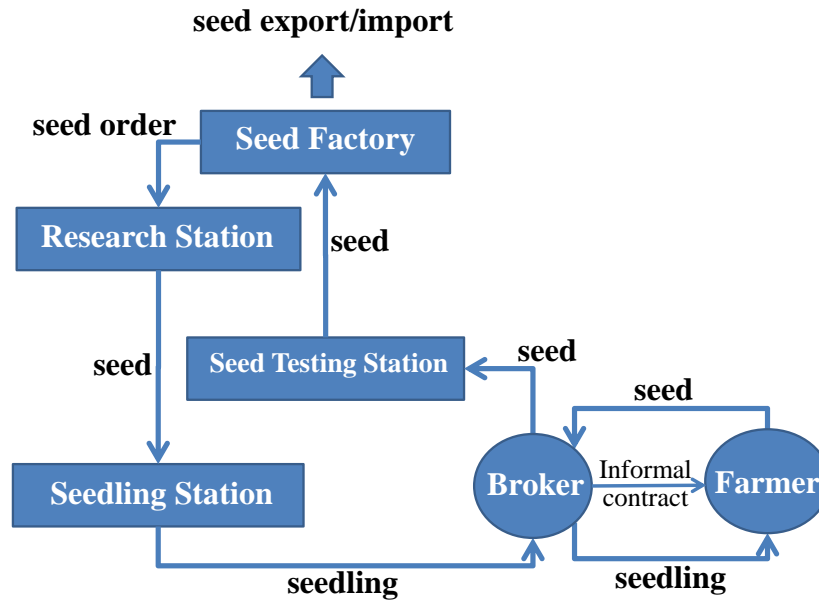 seed export/import
seed order
Seed Factory
Research Station
seed
seed
Seed Testing Station
seed
seed
Seedling Station
Broker
Informal
contract
Farmer
seedling
seedling